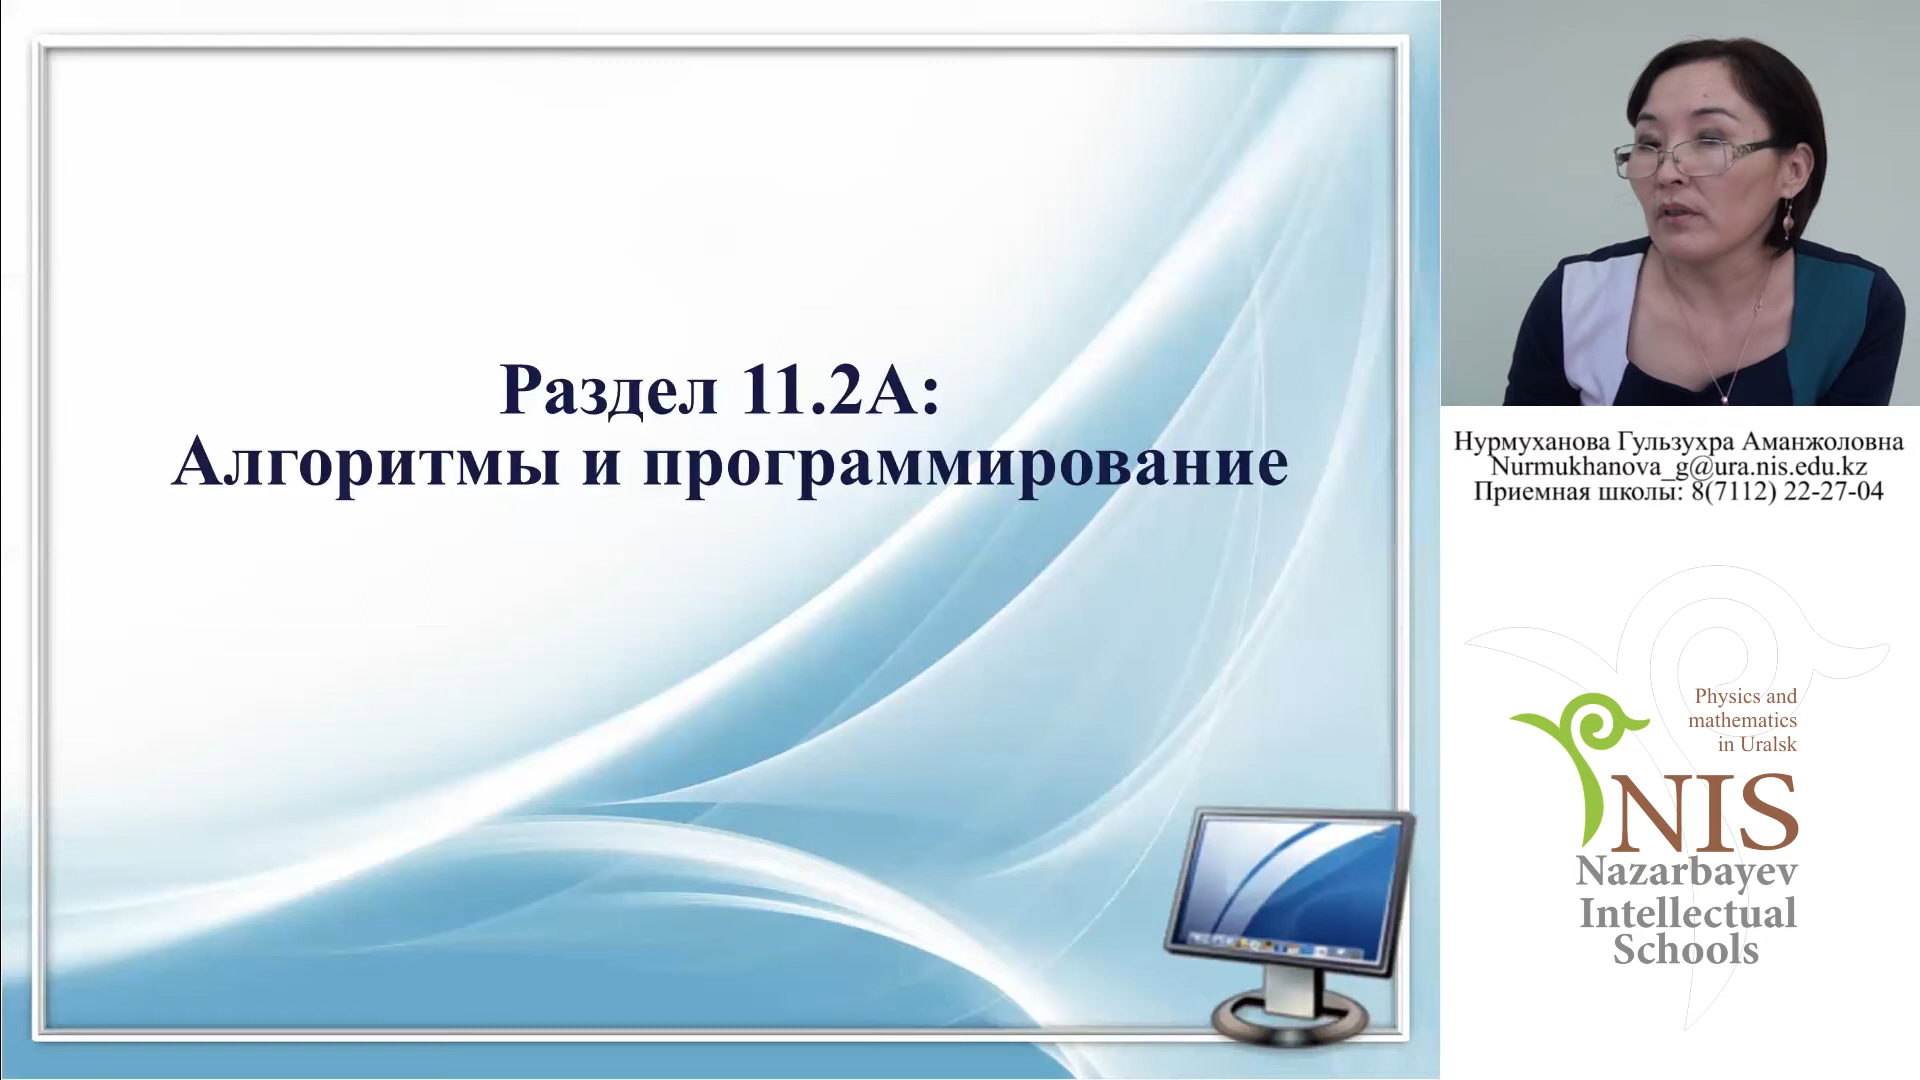 Раздел 11.2А:
Алгоритмы и программирование
Нурмуханова Гульзухра Аманжоловна
Nurmukhanova_g@ura.nis.edu.kz
Приемная школы: 8(7112) 22-27-04
Physics and
mathematics
in Uralsk
NIS
Nazarbayev
Intellectual
Schools